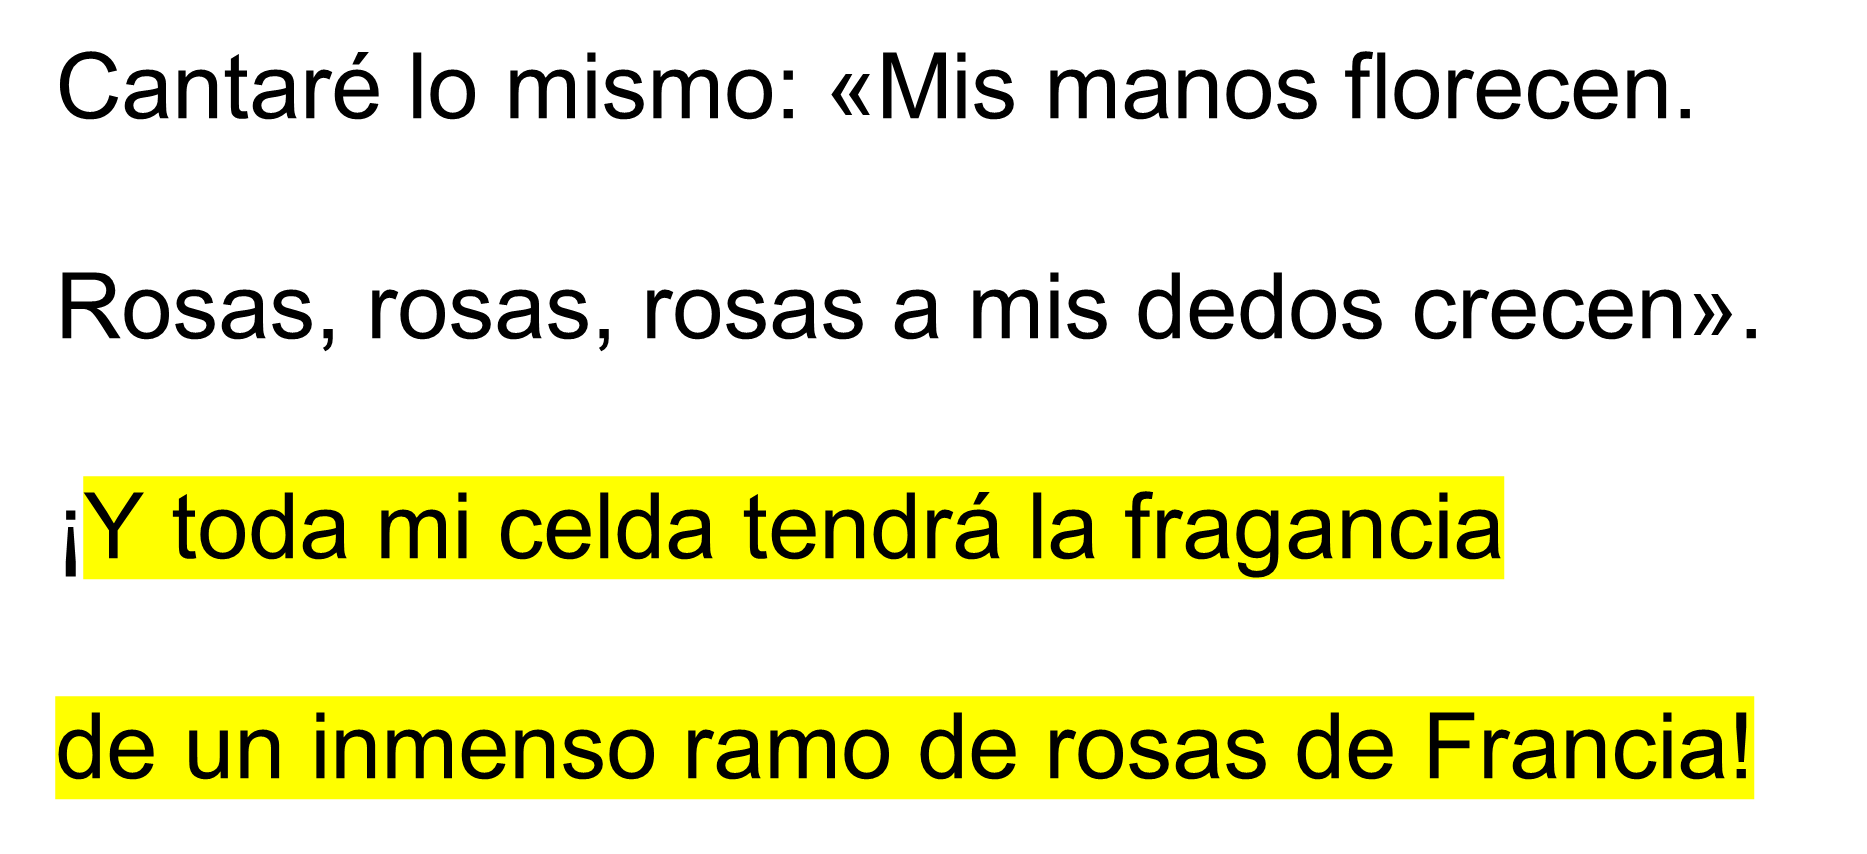 Cantaré lo mismo: «Mis manos florecen.
Rosas, rosas, rosas a mis dedos crecen».
¡Y toda mi celda tendrá la fragancia
de un inmenso ramo de rosas de Francia!